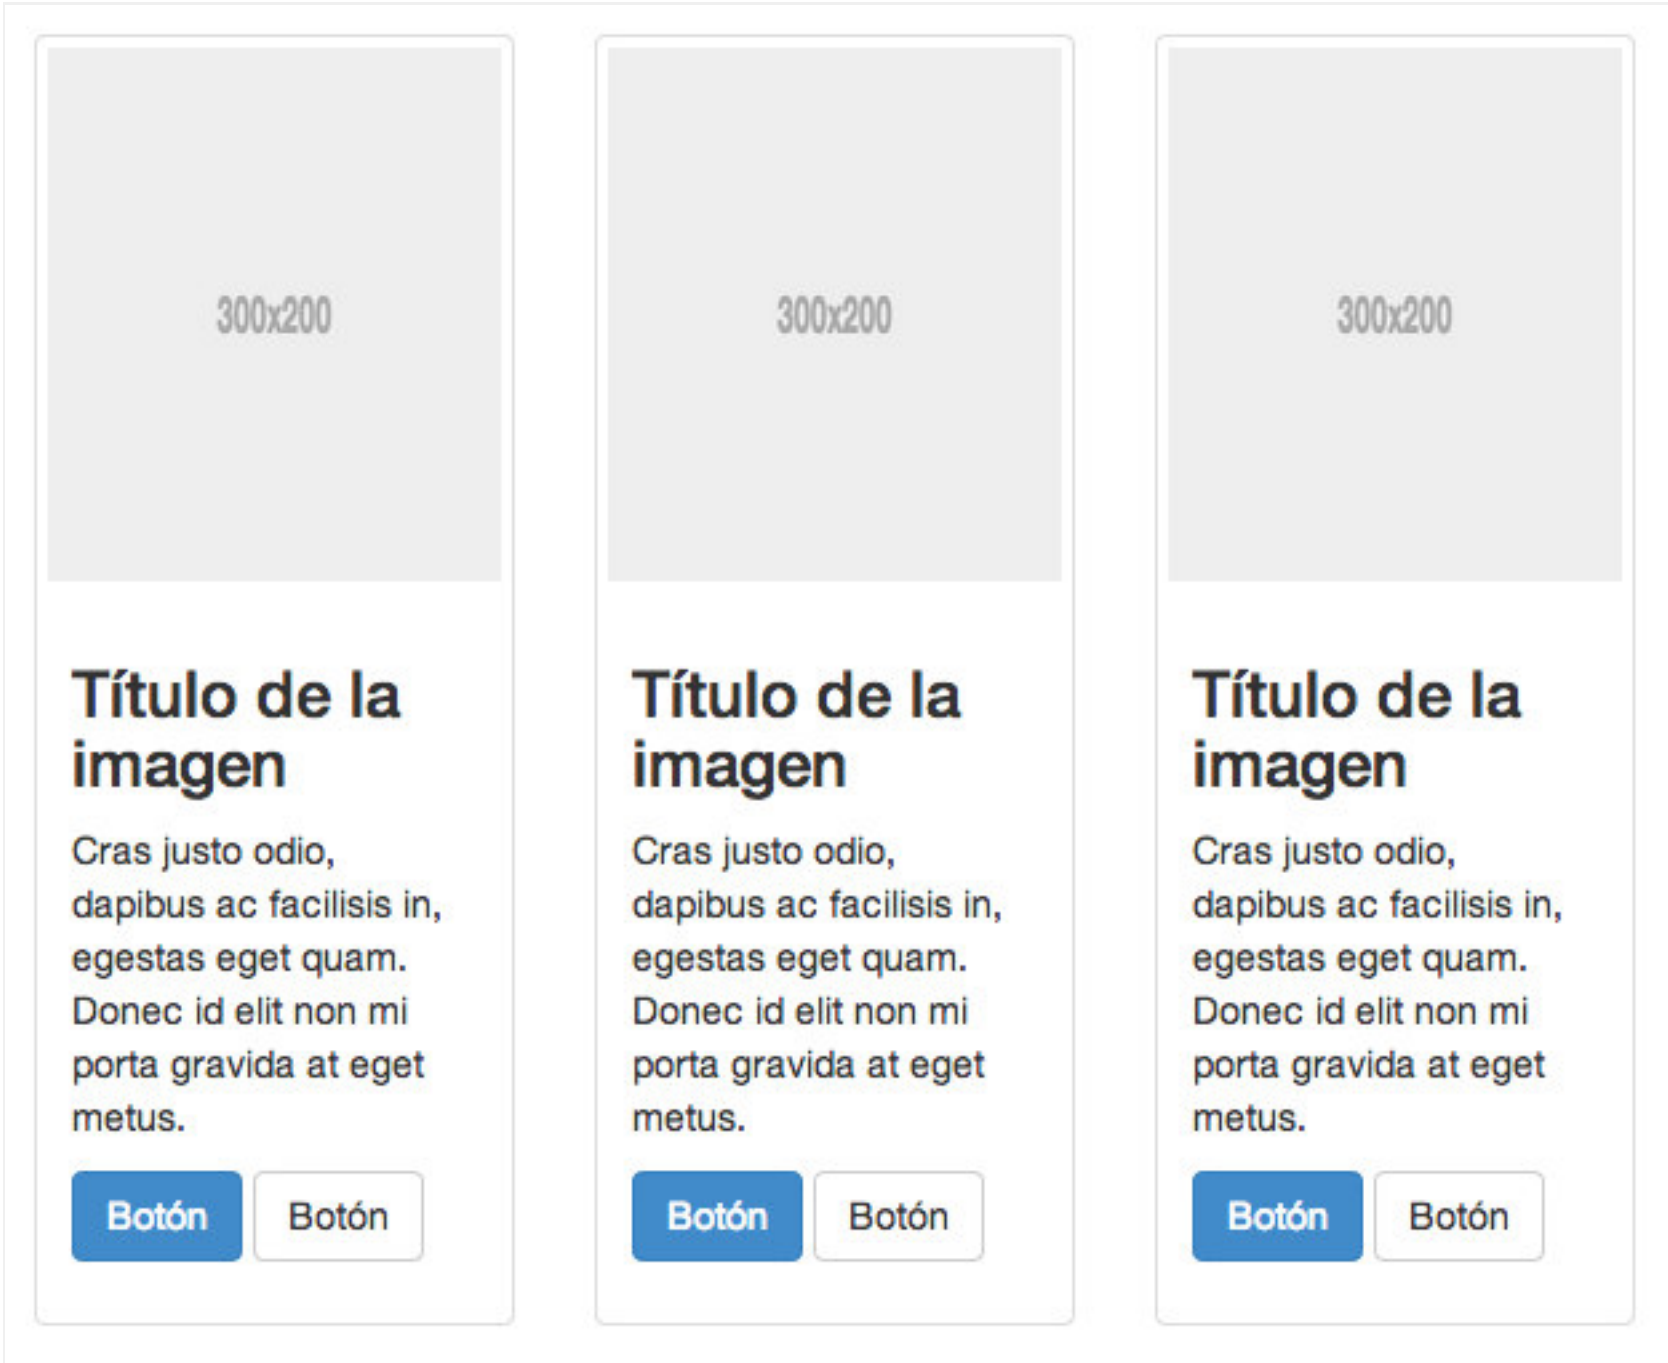 300x200
Título de la
imagen
Cras justo odio,
dapibus ac facilisis in,
egestas eget quam.
Donec id elit non mi
porta gravida at eget
metus.
Botón Botón
300x200
Título de la
imagen
Cras justo odio,
dapibus ac facilisis in,
egestas eget quam.
Donec id elit non mi
porta gravida at eget
metus.
Botón Botón
300x200
Título de la
imagen
Cras justo odio,
dapibus ac facilisis in,
egestas eget quam.
Donec id elit non mi
porta gravida at eget
metus.
Botón Botón